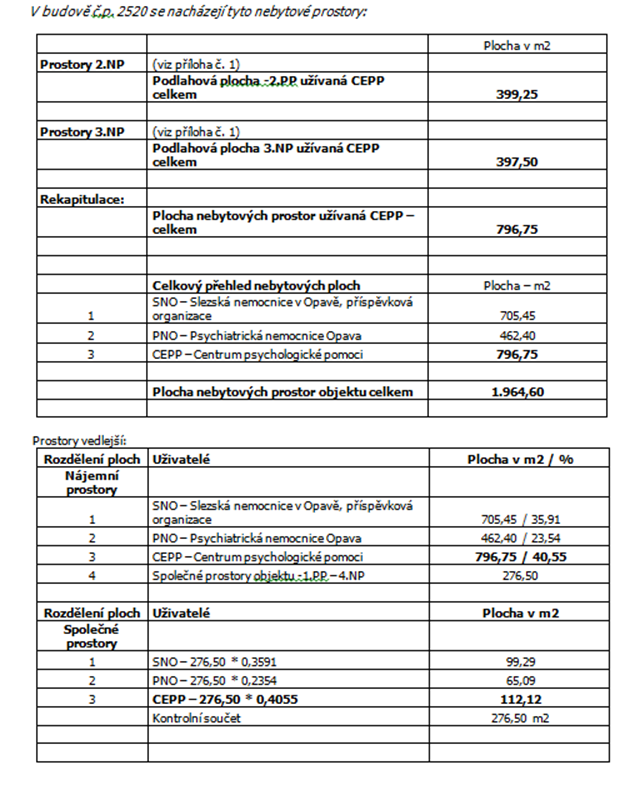 V budově č.p. 2520 se nacházejí tyto nebytové prostory:
Plocha v m2
Prostory 2.NP (viz příloha č. 1)
Podlahová plocha -2.PP užívaná CEPP
celkem 399,25
Prostory 3.NP (viz příloha č. 1)
Podlahová plocha 3.NP užívaná CEPP
celkem 397,50
Rekapitulace:
Plocha nebytových prostor užívaná CEPP –
celkem 796,75
Celkový přehled nebytových ploch Plocha – m2
SNO – Slezská nemocnice v Opavě, příspěvková
1 organizace 705,45
2 PNO – Psychiatrická nemocnice Opava 462,40
3 CEPP – Centrum psychologické pomoci 796,75
Plocha nebytových prostor objektu celkem 1.964,60
Prostory vedlejší:
Rozdělení ploch Uživatelé Plocha v m2 / %
Nájemní
prostory
SNO – Slezská nemocnice v Opavě, příspěvková
1 organizace 705,45 / 35,91
2 PNO – Psychiatrická nemocnice Opava 462,40 / 23,54
3 CEPP – Centrum psychologické pomoci 796,75 / 40,55
4 Společné prostory objektu -1.PP – 4.NP 276,50
Rozdělení ploch Uživatelé Plocha v m2
Společné
prostory
1 SNO – 276,50 * 0,3591 99,29
2 PNO – 276,50 * 0,2354 65,09
3 CEPP – 276,50 * 0,4055 112,12
Kontrolní součet 276,50 m2